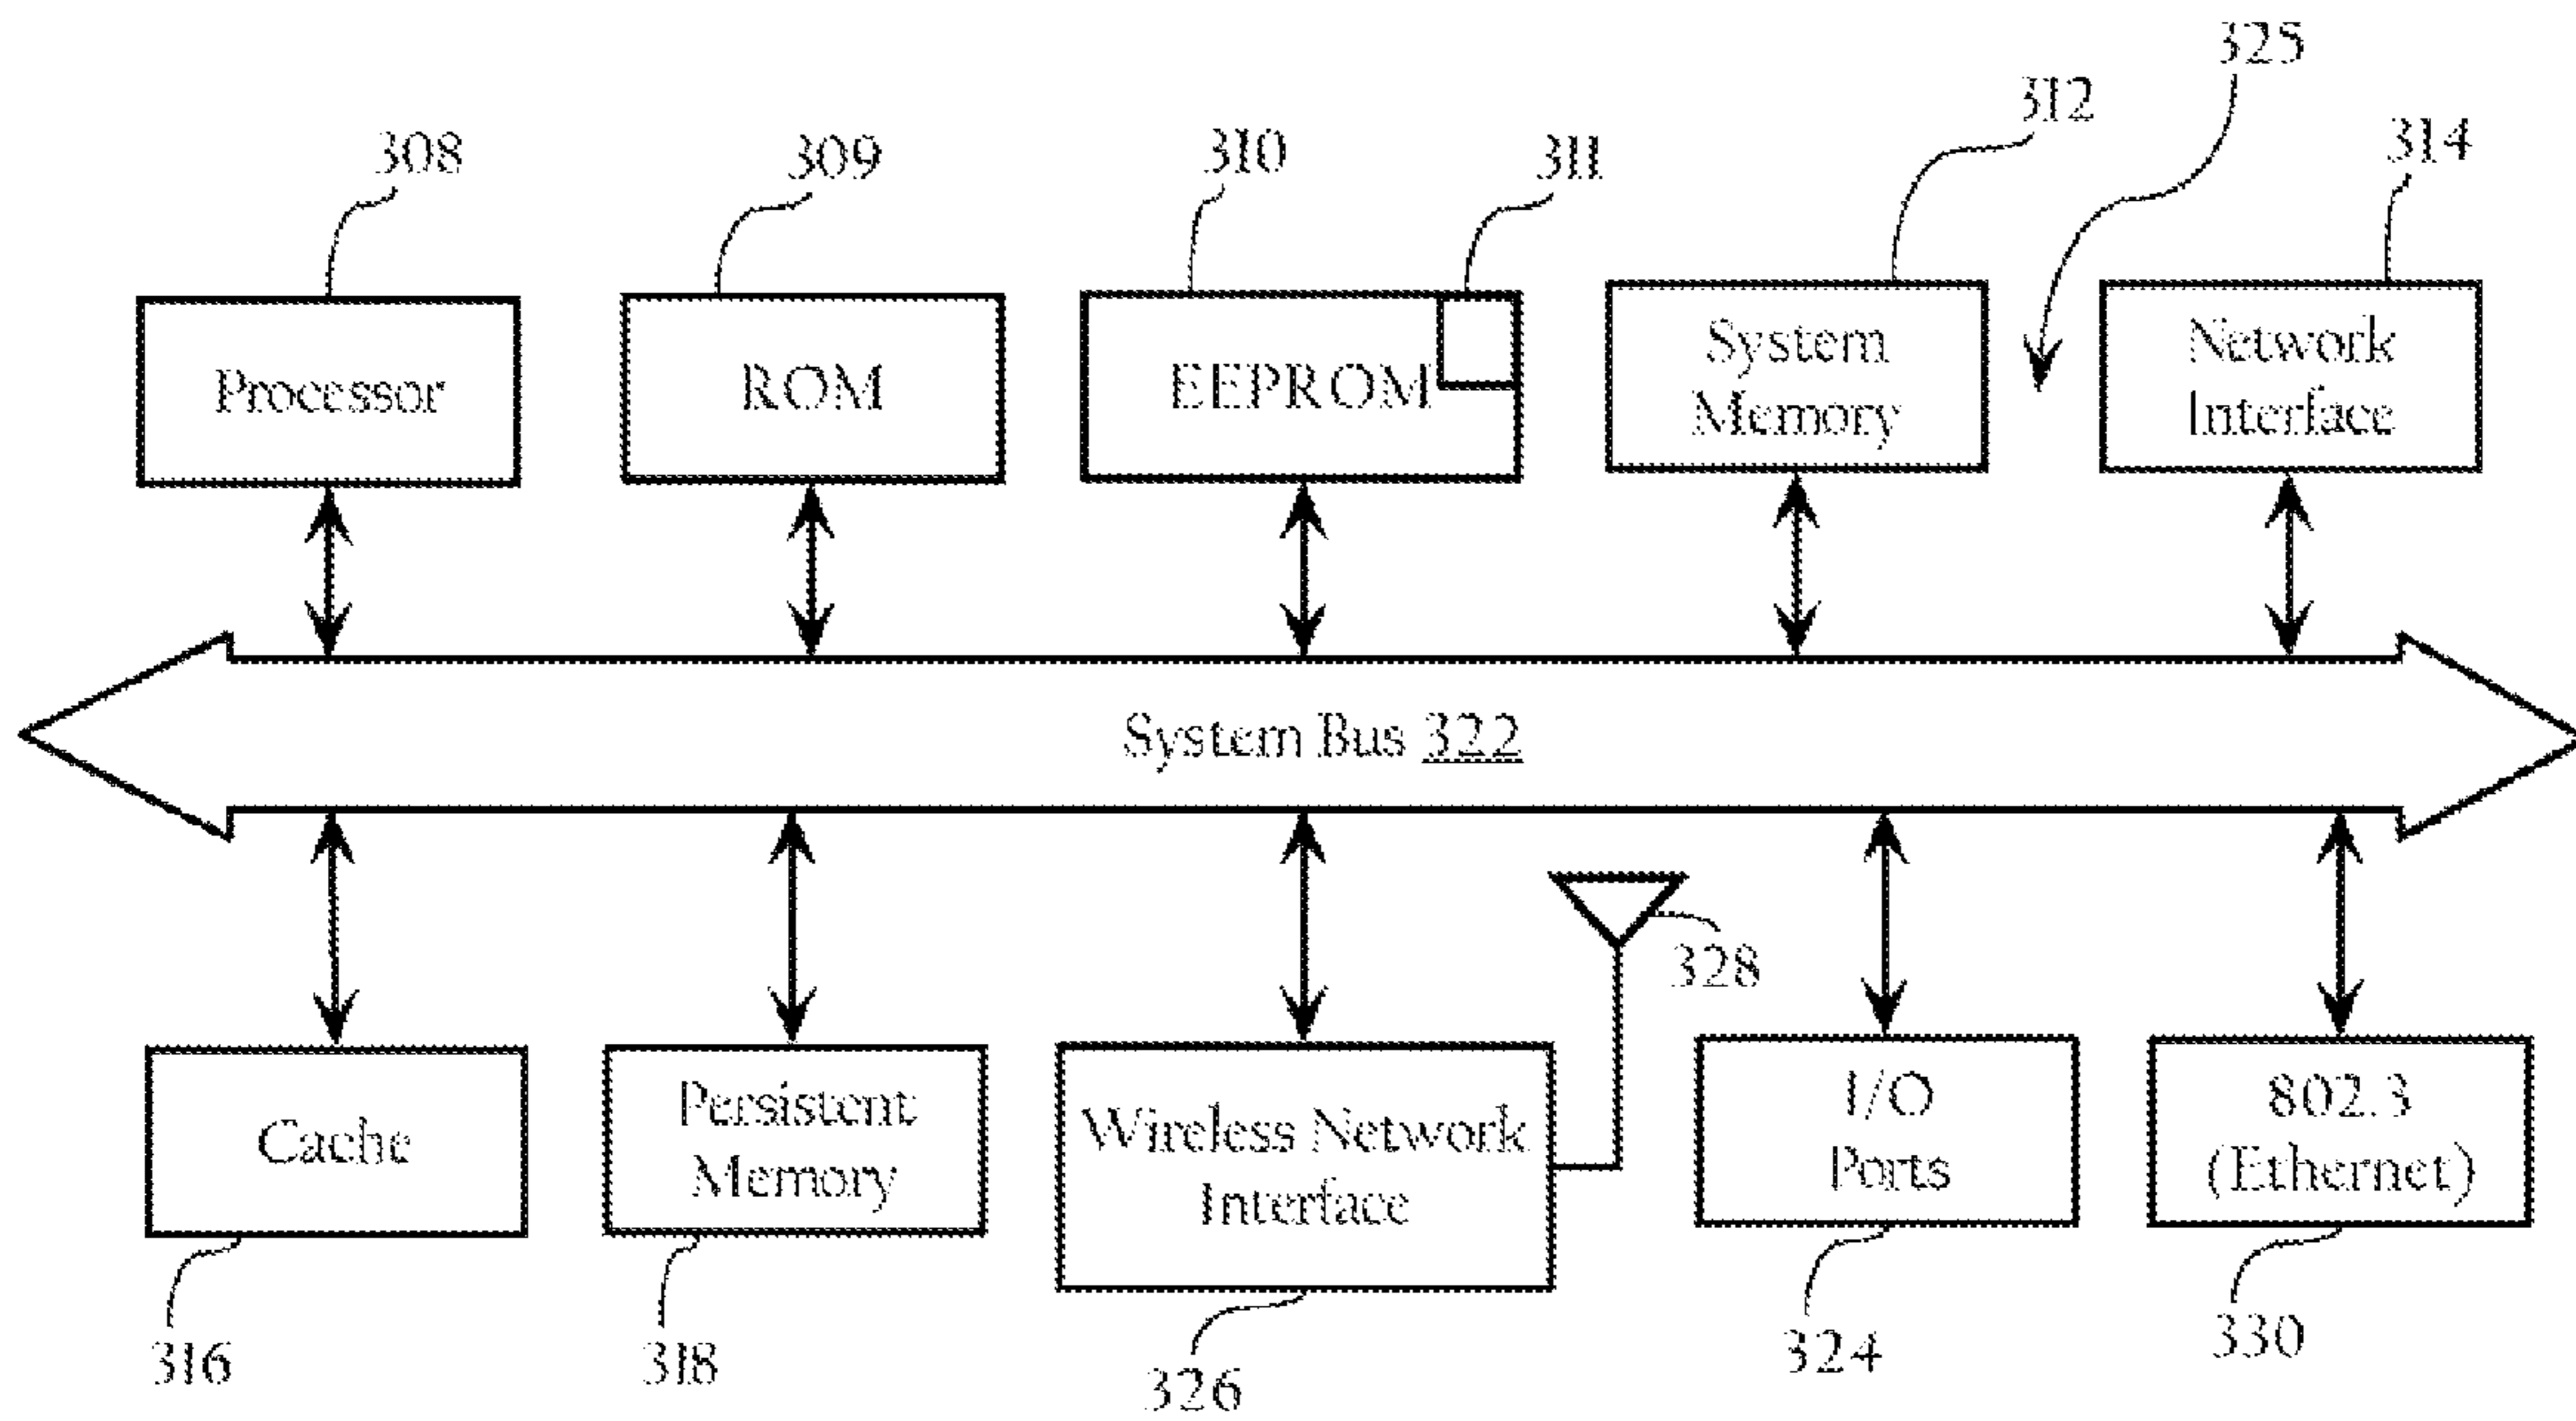 325
312
308
309
310
311
314
Processor
ROM
EEPROM
System
Memory
Network
Interface
System Bus 322
328
Cache
Persistent
Memory
Wireless Network
Interface
I/O
Ports
802.3
(Ethernet)
316
318
326
324
330